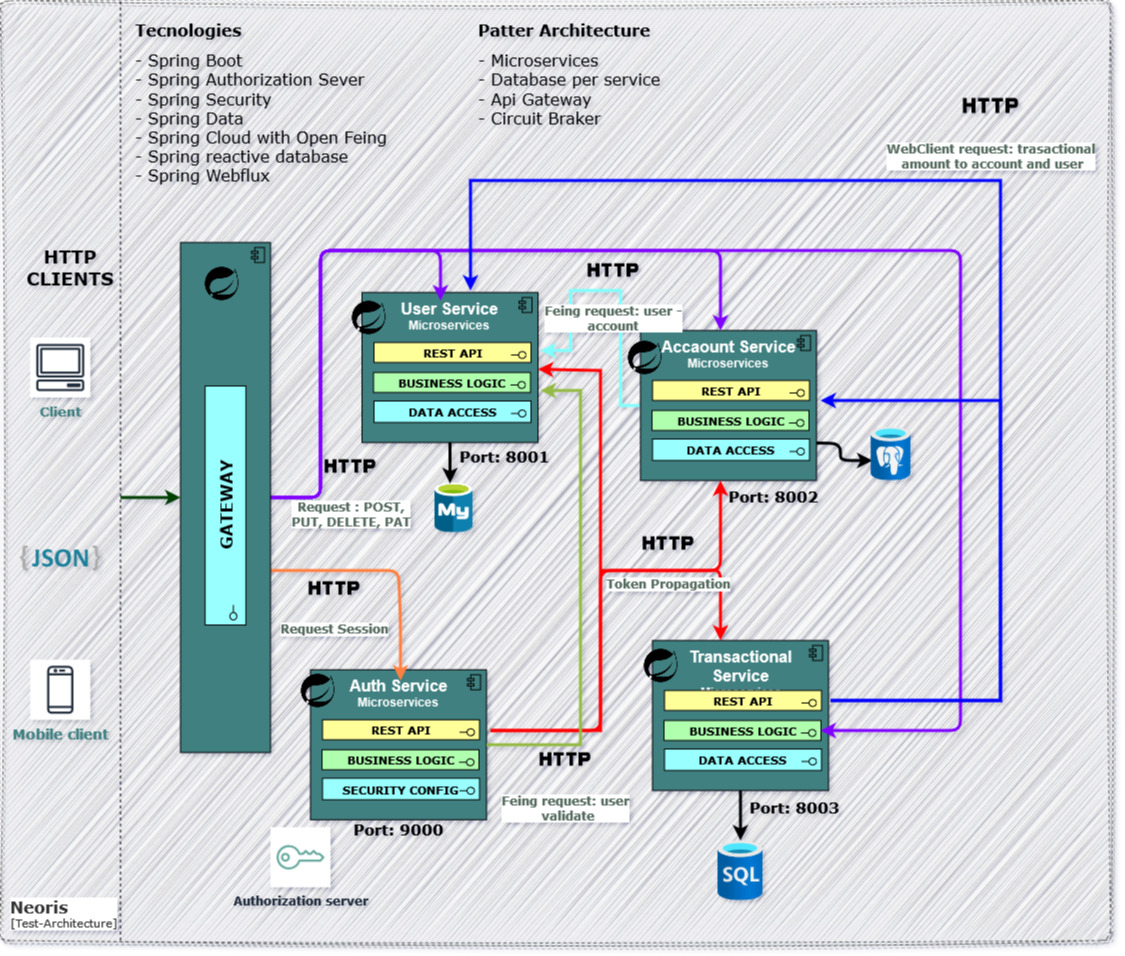 Tecnologies
- Spring Boot
- Spring Authorization Sever
- Spring Security
- Spring Data
- Spring Cloud with Open Feing
- Spring reactive database
- Spring Webflux
Patter Architecture
- Microservices
- Database per service
- Api Gateway
- Circuit Braker
HTTP
WebClient request: trasactional
amount to account and user
HTTP
CLIENTS
Client
{JSON}
Mobile client
GATEWAY
HTTP
Request : POST,
PUT, DELETE, PAT
HTTP
Request Session
User Service
Microservices
REST API
BUSINESS LOGIC
DATA ACCESS
Port: 8001
My
HTTP
Feing request: user -
account
Accaount Service
Microservices
REST API
BUSINESS LOGIC
DATA ACCESS
Port: 8002
HTTP
Token Propagation
Auth Service
Microservices
REST API
BUSINESS LOGIC
SECURITY CONFIG
Port: 9000
Authorization server
HTTP
Feing request: user
validate
Transactional
Service
REST API
BUSINESS LOGIC
DATA ACCESS
Port: 8003
SQL
Neoris
[Test-Architecture]